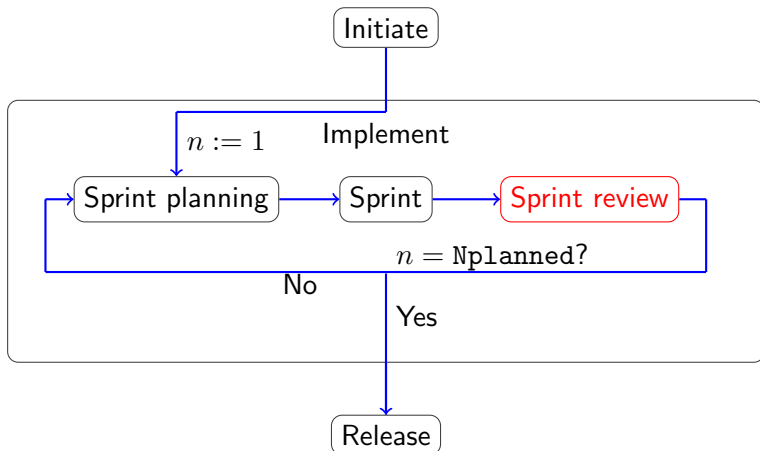 Initiate
Implement
n := 1
Sprint planning
Sprint
Sprint review
n = Nplanned?
No
Yes
Release